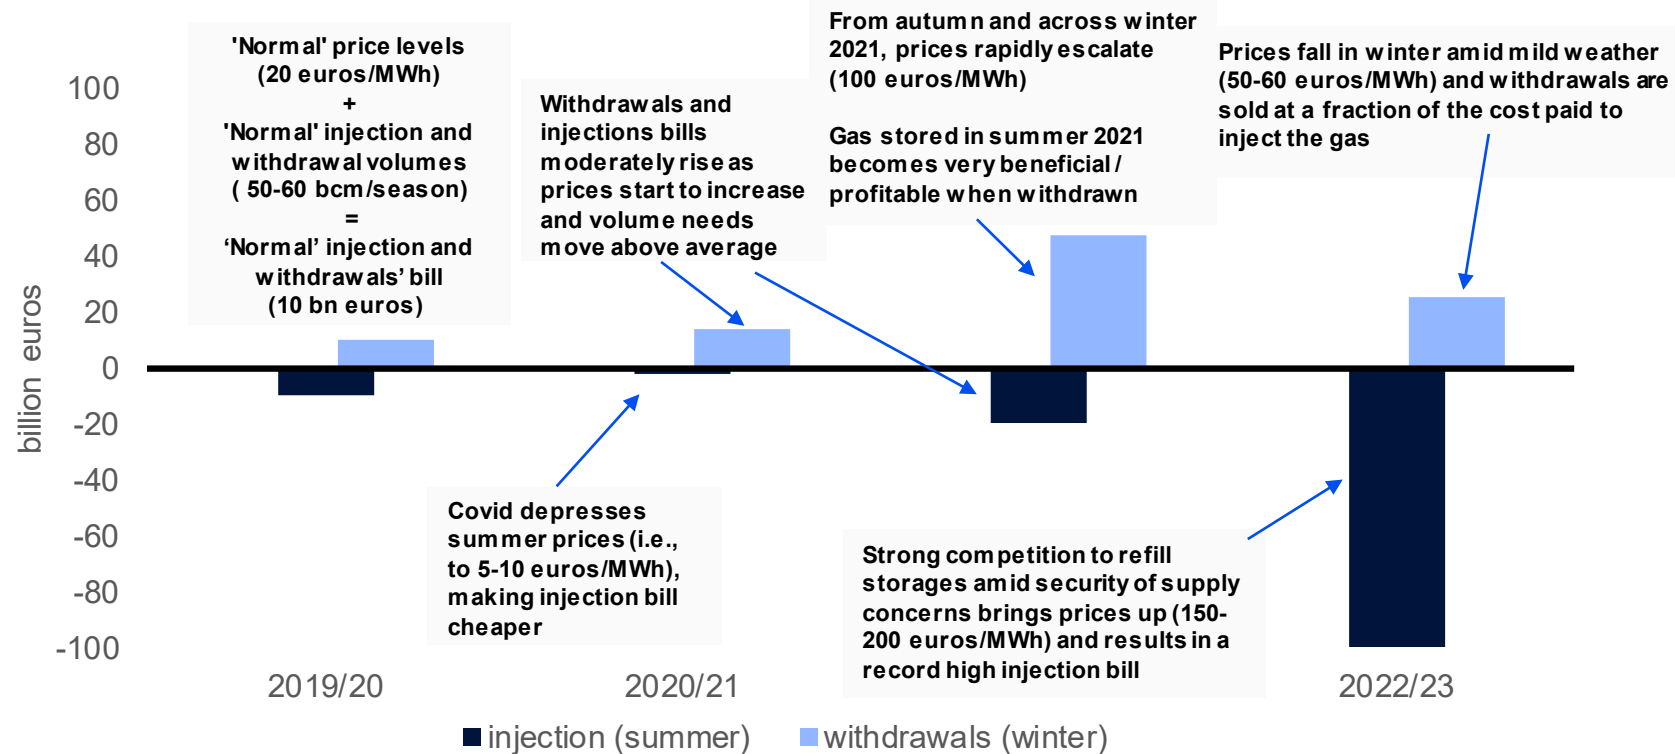 'Normal' price levels
(20 euros/MWh)
+
'Normal' injection and
withdrawal volumes
( 50-60 bcm/season)
=
‘Normal’ injection and
withdrawals’ bill
(10 bn euros)
Withdrawals and
injections bills
moderately rise as
prices start to increase
and volume needs
move above average
From autumn and across winter
2021, prices rapidly escalate
(100 euros/MWh)
Gas stored in summer 2021
becomes very beneficial /
profitable when withdrawn
Prices fall in winter amid mild weather
(50-60 euros/MWh) and withdrawals are
sold at a fraction of the cost paid to
inject the gas
billion euros
100
80
60
40
20
0
-20
-40
-60
-80
-100
Covid depresses
summer prices (i.e.,
to 5-10 euros/MWh),
making injection bill
cheaper
Strong competition to refill
storages amid security of supply
concerns brings prices up (150-
200 euros/MWh) and results in a
record high injection bill
2019/20
2020/21
2022/23
injection (summer)
withdrawals (winter)